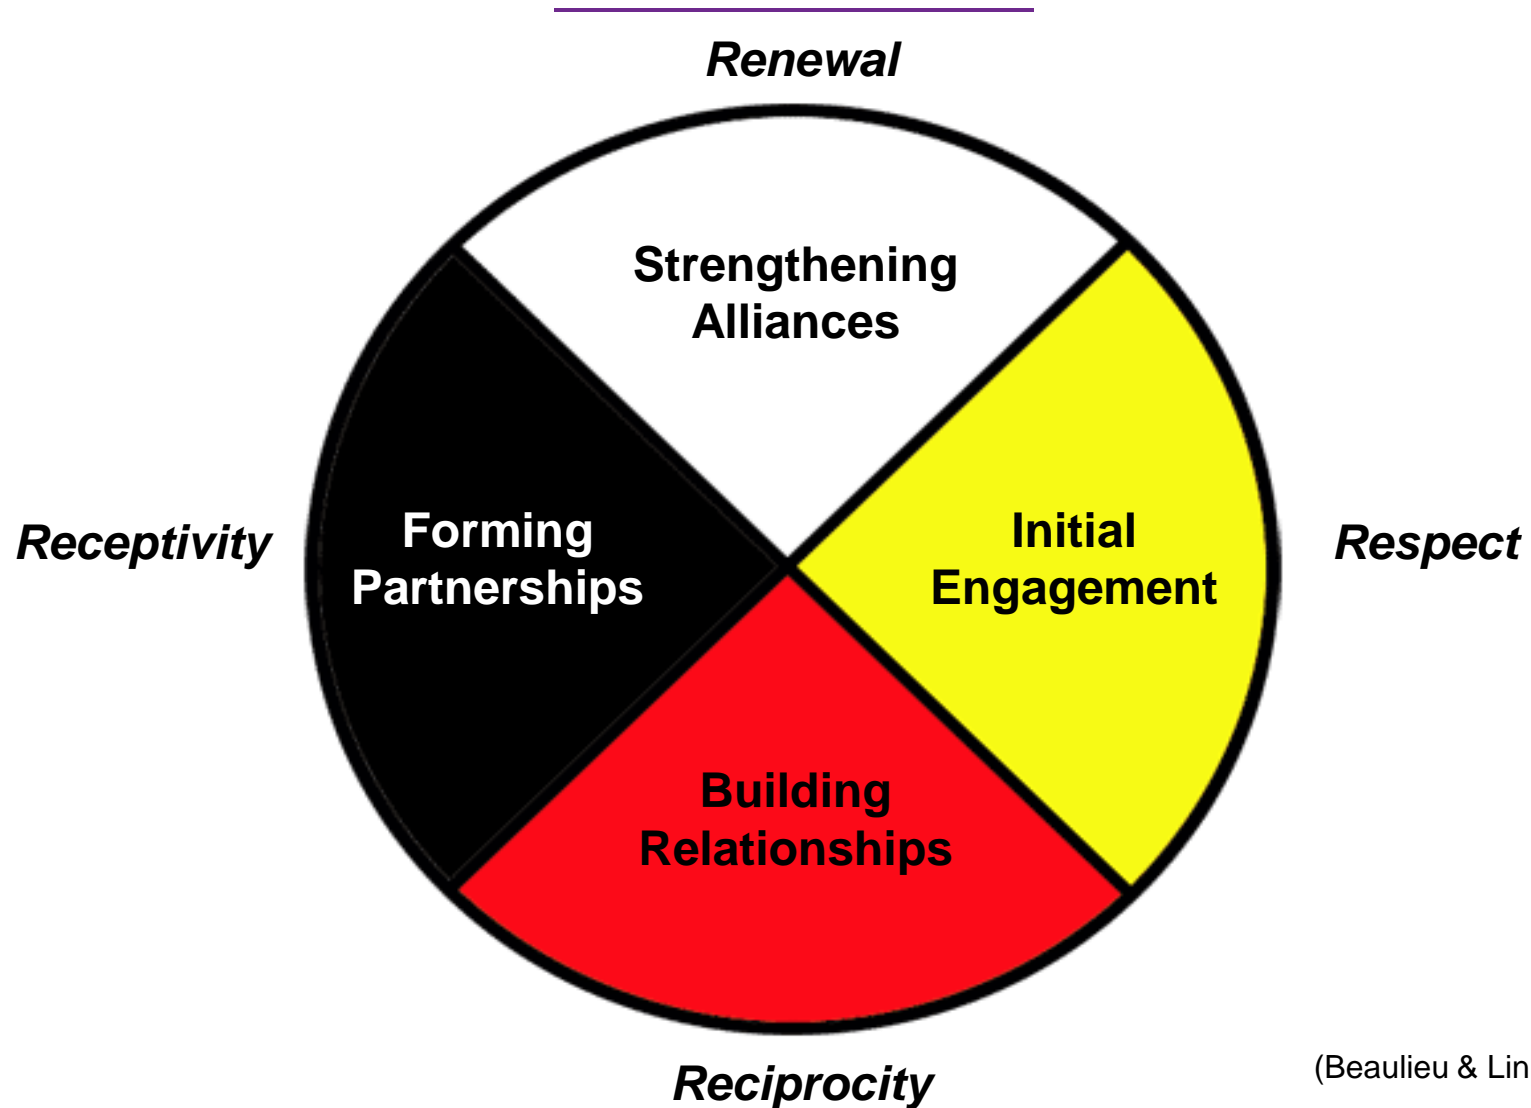 Renewal
Strengthening
Alliances
Receptivity
Forming
Partnerships
Initial
Engagement
Respect
Building
Relationships
Reciprocity
(Beaulieu & Lin